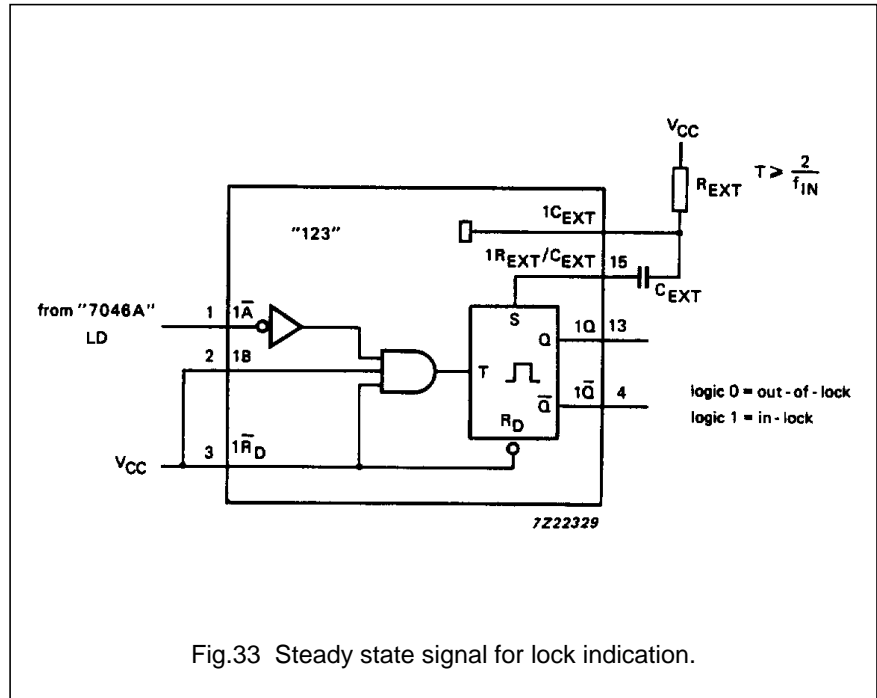 VCC
REXT
T ⩾ 2/fIN
1CEXT
"123"
1REXT/CEXT
15
CEXT
from "7046A"
LD
1
1A̅
S
Q
1Q
13
2
1B
T
Q̅
1Q̅
4
logic 0 = out-of-lock
logic 1 = in-lock
RD
VCC
3
1R̅D
7Z22329
Fig.33 Steady state signal for lock indication.